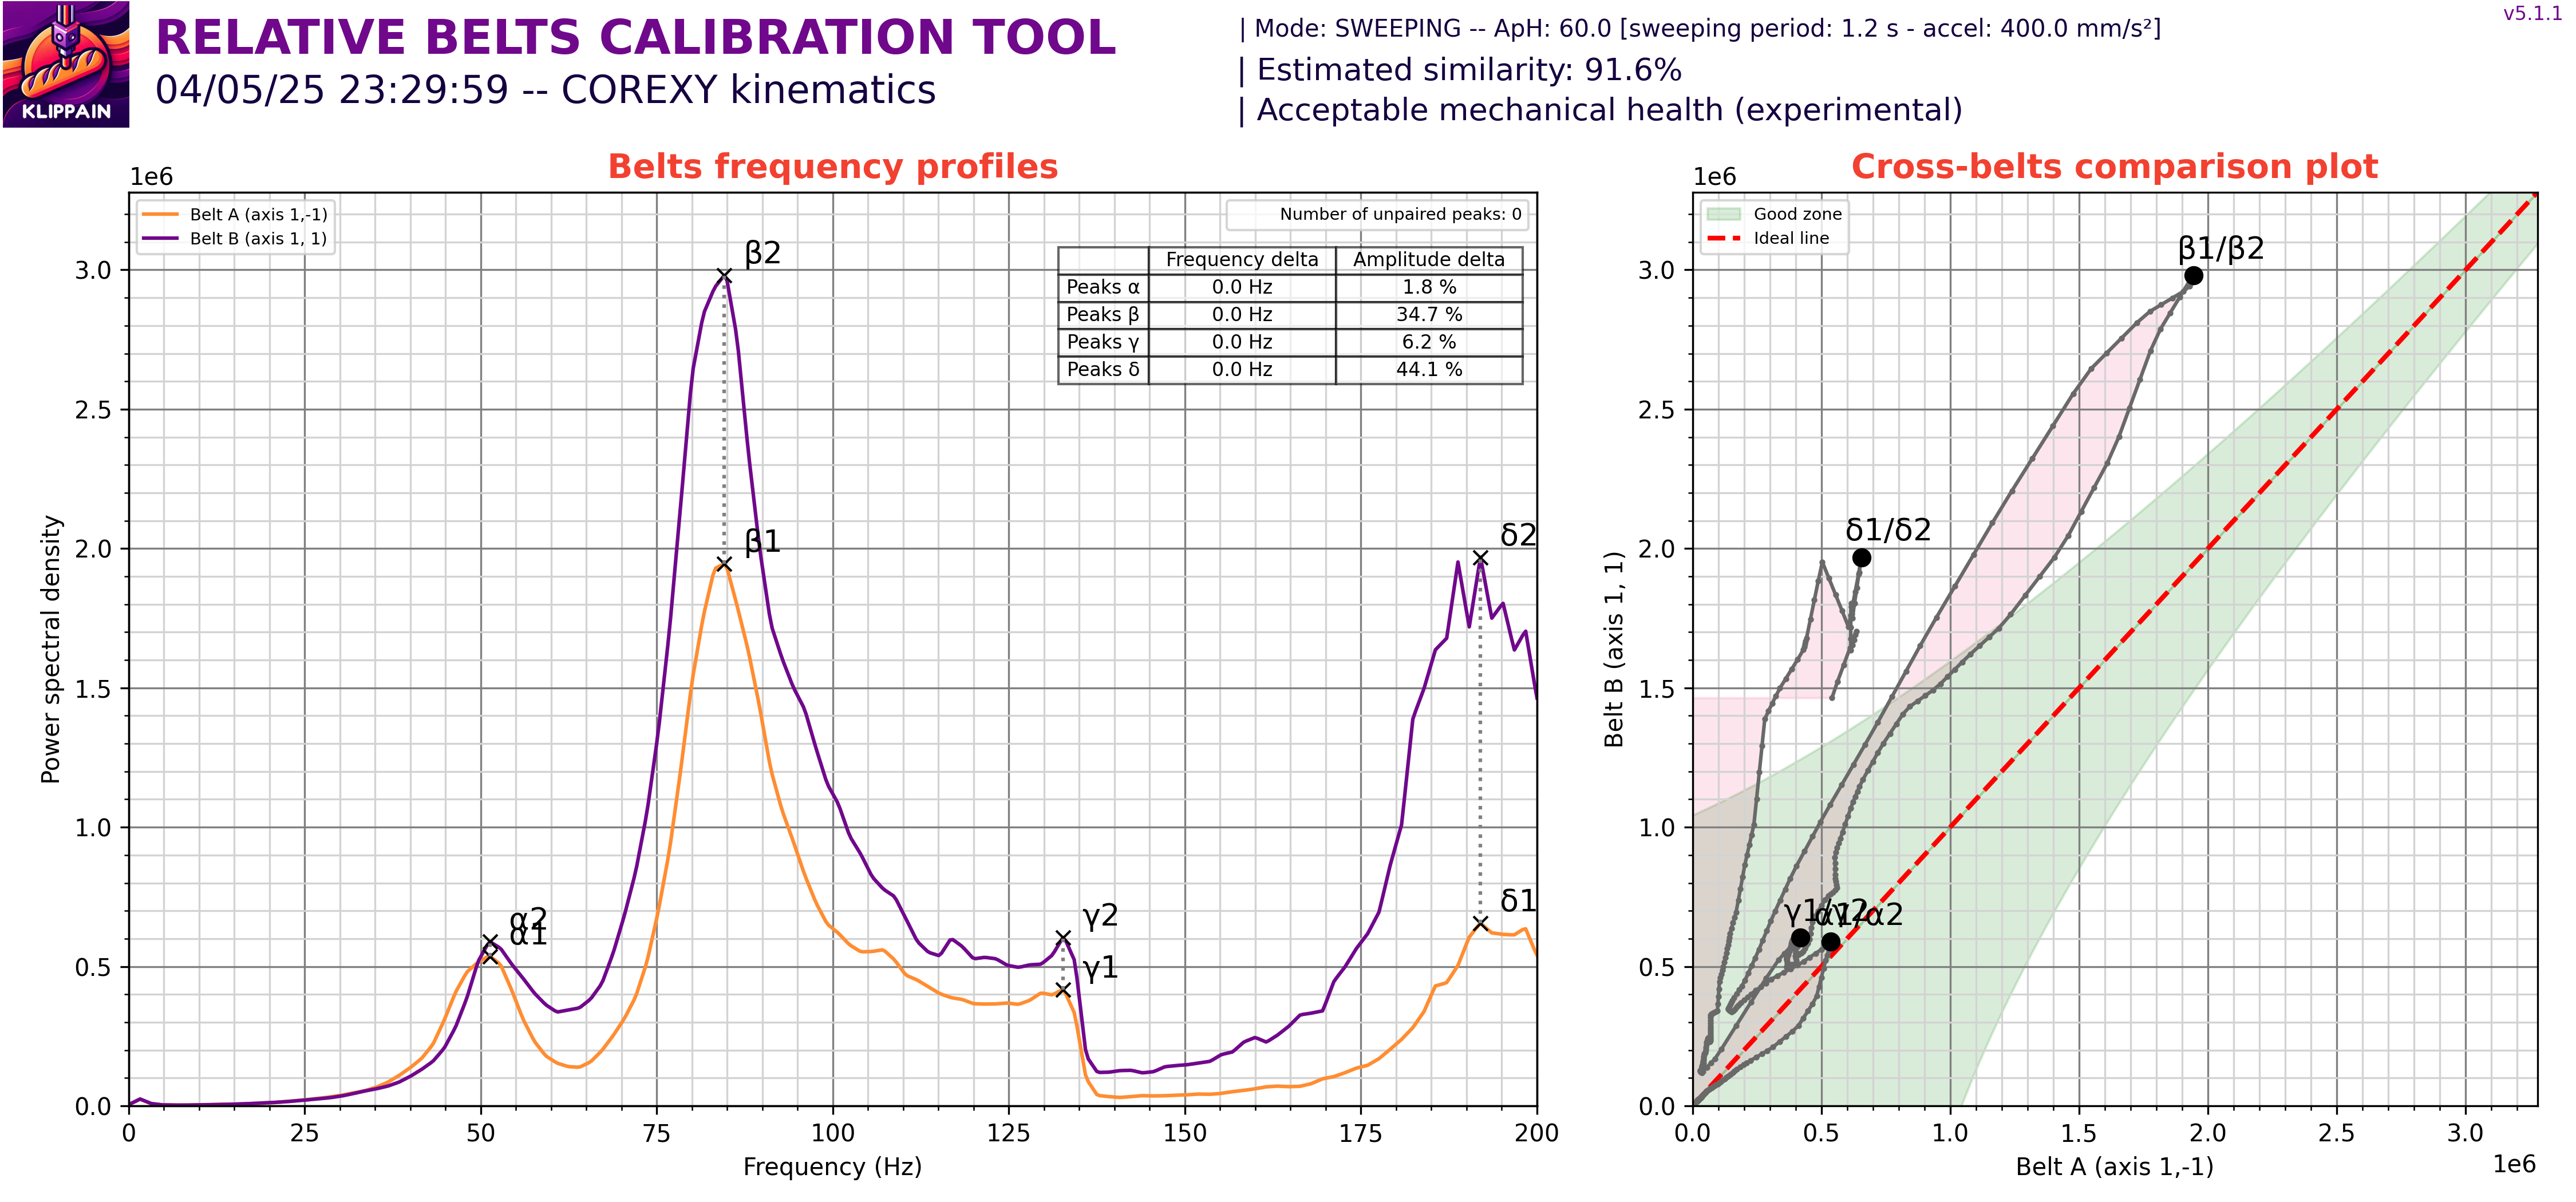 KLIPPAIN
RELATIVE BELTS CALIBRATION TOOL
04/05/25 23:29:59 -- COREXY kinematics
| Mode: SWEEPING -- ApH: 60.0 [sweeping period: 1.2 s - accel: 400.0 mm/s²]
| Estimated similarity: 91.6%
| Acceptable mechanical health (experimental)
v5.1.1
Belts frequency profiles
1e6
Belt A (axis 1,-1)
Belt B (axis 1, 1)
Number of unpaired peaks: 0
Frequency delta Amplitude delta
Peaks α 0.0 Hz 1.8 %
Peaks β 0.0 Hz 34.7 %
Peaks γ 0.0 Hz 6.2 %
Peaks δ 0.0 Hz 44.1 %
β2
β1
δ2
δ1
α2
α1
γ2
γ1
3.0
2.5
2.0
1.5
1.0
0.5
0.0
Power spectral density
0 25 50 75 100 125 150 175 200
Frequency (Hz)
Cross-belts comparison plot
1e6
Good zone
Ideal line
β1/β2
δ1/δ2
γ1/γ2
α1/α2
3.0
2.5
2.0
1.5
1.0
0.5
0.0
Belt B (axis 1, 1)
0.0 0.5 1.0 1.5 2.0 2.5 3.0
Belt A (axis 1,-1)
1e6